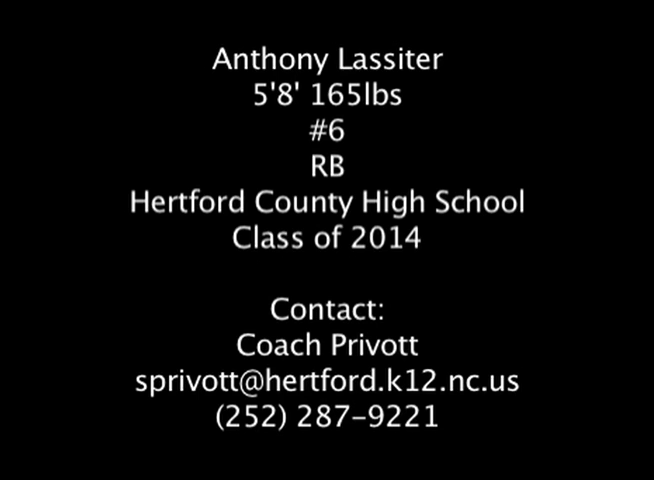 Anthony Lassiter
5'8' 165lbs
#6
RB
Hertford County High School
Class of 2014
Contact:
Coach Privott
sprivott@hertford.k12.nc.us
(252) 287-9221